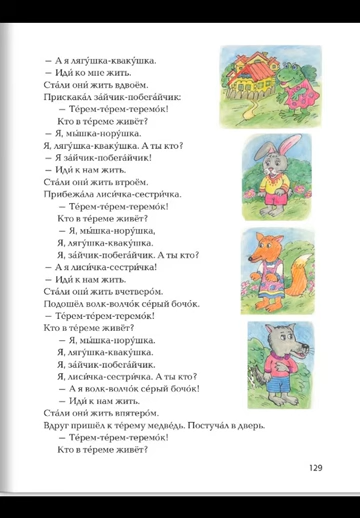 — А я лягу́шка-кваку́шка.
— Иди́ ко мне жить.
Ста́ли они́ жить вдвоём.
Прискака́л за́йчик-побега́йчик:
— Те́рем-те́рем-теремо́к!
Кто в те́реме живёт?
— Я, мы́шка-нору́шка.
Я, лягу́шка-кваку́шка. А ты кто?
— Я за́йчик-побега́йчик!
— Иди́ к нам жить.
Ста́ли они́ жить втроём.
Прибежа́ла лиси́чка-сестри́чка.
— Те́рем-те́рем-теремо́к!
Кто в те́реме живёт?
— Я, мы́шка-нору́шка,
Я, лягу́шка-кваку́шка,
Я, за́йчик-побега́йчик. А ты кто?
— А я лиси́чка-сестри́чка!
— Иди́ к нам жить.
Ста́ли они́ жить вчетверо́м.
Подошёл волк-волчо́к се́рый бочо́к.
— Те́рем-те́рем-теремо́к!
Кто в те́реме живёт?
— Я, мы́шка-нору́шка.
Я, лягу́шка-кваку́шка.
Я, за́йчик-побега́йчик.
Я, лиси́чка-сестри́чка. А ты кто?
— А я волк-волчо́к се́рый бочо́к!
— Иди́ к нам жить.
Ста́ли они́ жить впятеро́м.
Вдруг пришёл к те́рему медве́дь. Постуча́л в дверь.
— Те́рем-те́рем-теремо́к!
Кто в те́реме живёт?
129